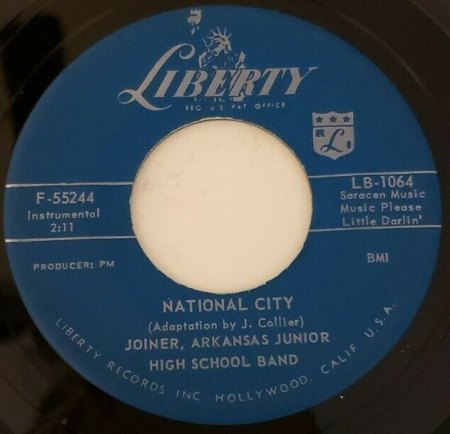 LIBERTY
REG. U.S. PAT. OFFICE
R L I
F-55244
Instrumental
2:11
LB-1064
Saracen Music
Music Please
Little Darlin'
PRODUCER: PM
BMI
NATIONAL CITY
(Adaptation by J. Collier)
JOINER, ARKANSAS JUNIOR
HIGH SCHOOL BAND
LIBERTY RECORDS INC. HOLLYWOOD, CALIF. U.S.A.